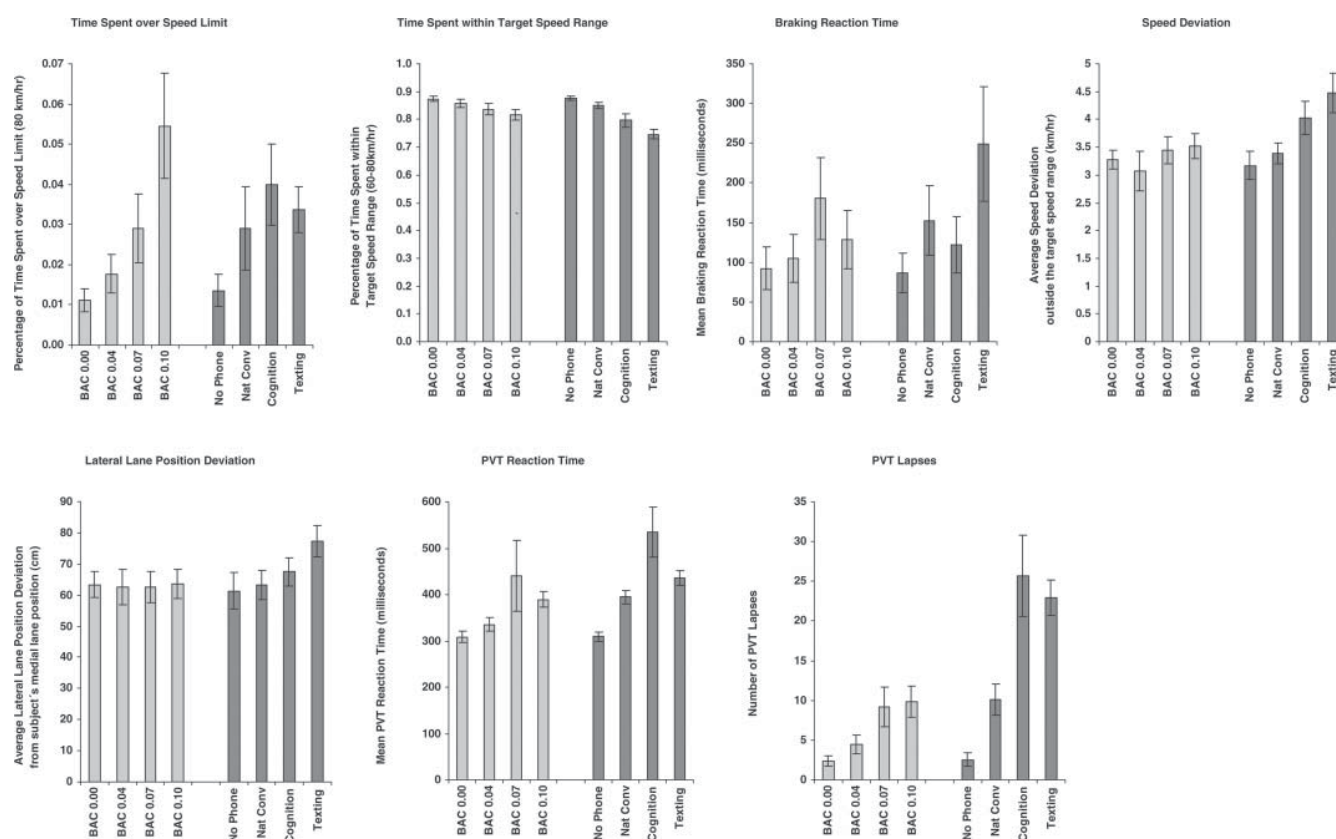 Time Spent over Speed Limit
Percentage of Time Spent over Speed Limit (80 km/hr)
0.07
0.06
0.05
0.04
0.03
0.02
0.01
0.00
BAC 0.00
BAC 0.04
BAC 0.07
BAC 0.10
No Phone
Nat Conv
Cognition
Texting
Time Spent within Target Speed Range
Percentage of Time Spent within
Target Speed Range (60-80km/hr)
1.0
0.9
0.8
0.7
0.6
0.5
0.4
0.3
0.2
0.1
0.0
BAC 0.00
BAC 0.04
BAC 0.07
BAC 0.10
No Phone
Nat Conv
Cognition
Texting
Braking Reaction Time
Mean Braking Reaction Time (milliseconds)
350
300
250
200
150
100
50
0
BAC 0.00
BAC 0.04
BAC 0.07
BAC 0.10
No Phone
Nat Conv
Cognition
Texting
Speed Deviation
Average Speed Deviation
outside the target speed range (km/hr)
5
4.5
4
3.5
3
2.5
2
1.5
1
0.5
0
BAC 0.00
BAC 0.04
BAC 0.07
BAC 0.10
No Phone
Nat Conv
Cognition
Texting
Lateral Lane Position Deviation
Average Lateral Lane Position Deviation
from subject´s medial lane position (cm)
90
80
70
60
50
40
30
20
10
0
BAC 0.00
BAC 0.04
BAC 0.07
BAC 0.10
No Phone
Nat Conv
Cognition
Texting
PVT Reaction Time
Mean PVT Reaction Time (milliseconds)
600
500
400
300
200
100
0
BAC 0.00
BAC 0.04
BAC 0.07
BAC 0.10
No Phone
Nat Conv
Cognition
Texting
PVT Lapses
Number of PVT Lapses
35
30
25
20
15
10
5
0
BAC 0.00
BAC 0.04
BAC 0.07
BAC 0.10
No Phone
Nat Conv
Cognition
Texting